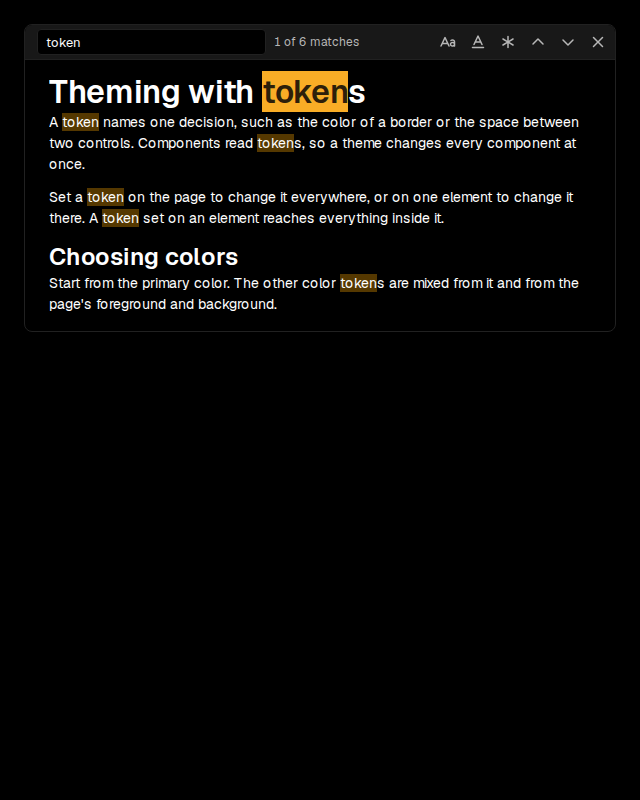 token
1 of 6 matches
Aa
A
Theming with tokens
A token names one decision, such as the color of a border or the space between
two controls. Components read tokens, so a theme changes every component at
once.
Set a token on the page to change it everywhere, or on one element to change it
there. A token set on an element reaches everything inside it.
Choosing colors
Start from the primary color. The other color tokens are mixed from it and from the
page's foreground and background.